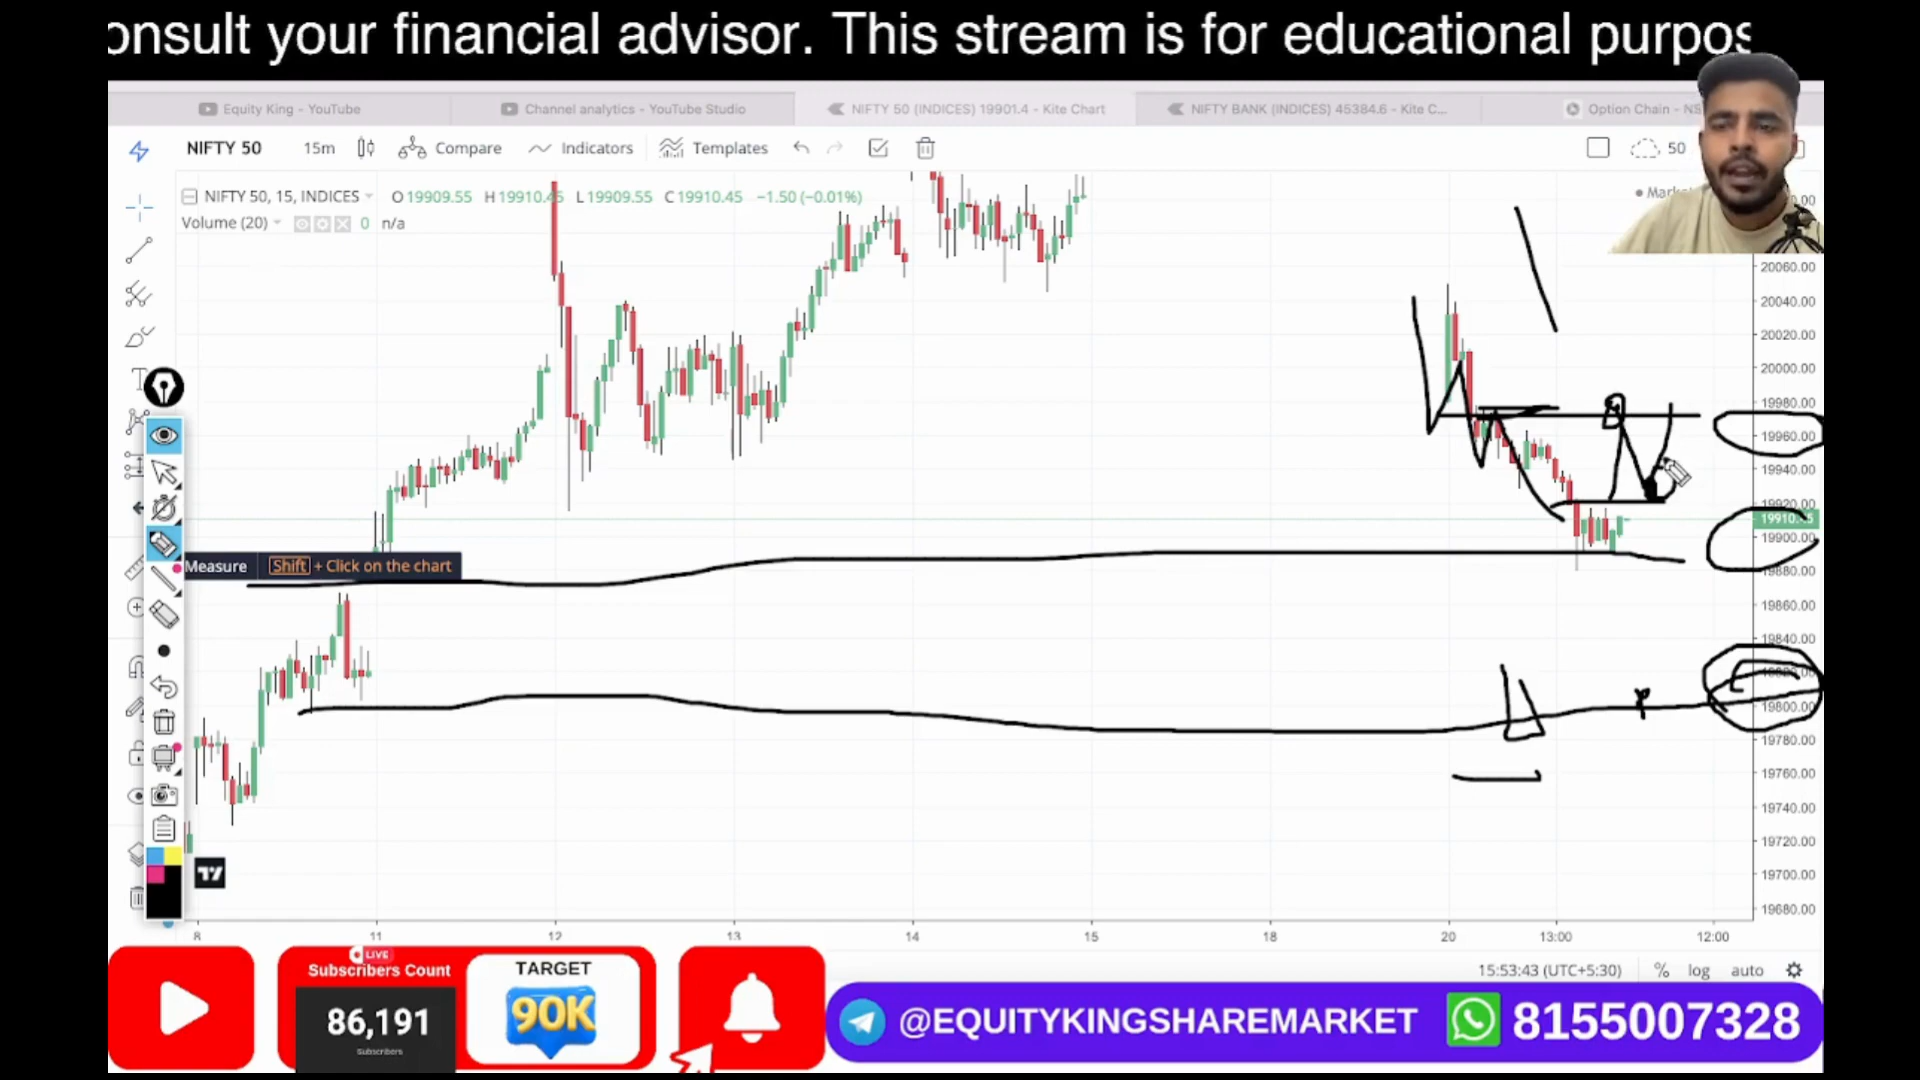 onsult your financial advisor. This stream is for educational purpos
Equity King - YouTube
Channel analytics - YouTube Studio
NIFTY 50 (INDICES) 19901.4 - Kite Chart
NIFTY BANK (INDICES) 45384.6 - Kite C...
Option Chain - NS
NIFTY 50
15m
Compare
Indicators
Templates
50
NIFTY 50, 15, INDICES
O 19909.55 H 19910.45 L 19909.55 C 19910.45 −1.50 (−0.01%)
Volume (20)
0 n/a
20060.00
20040.00
20020.00
20000.00
19980.00
19960.00
19940.00
19920.00
19900.00
19880.00
19860.00
19840.00
19800.00
19780.00
19760.00
19740.00
19720.00
19700.00
19680.00
Measure Shift + Click on the chart
8
11
12
13
14
15
18
20
13:00
12:00
15:53:43 (UTC+5:30)
%
log
auto
LIVE
Subscribers Count
86,191
Subscribers
TARGET
90K
@EQUITYKINGSHAREMARKET
8155007328